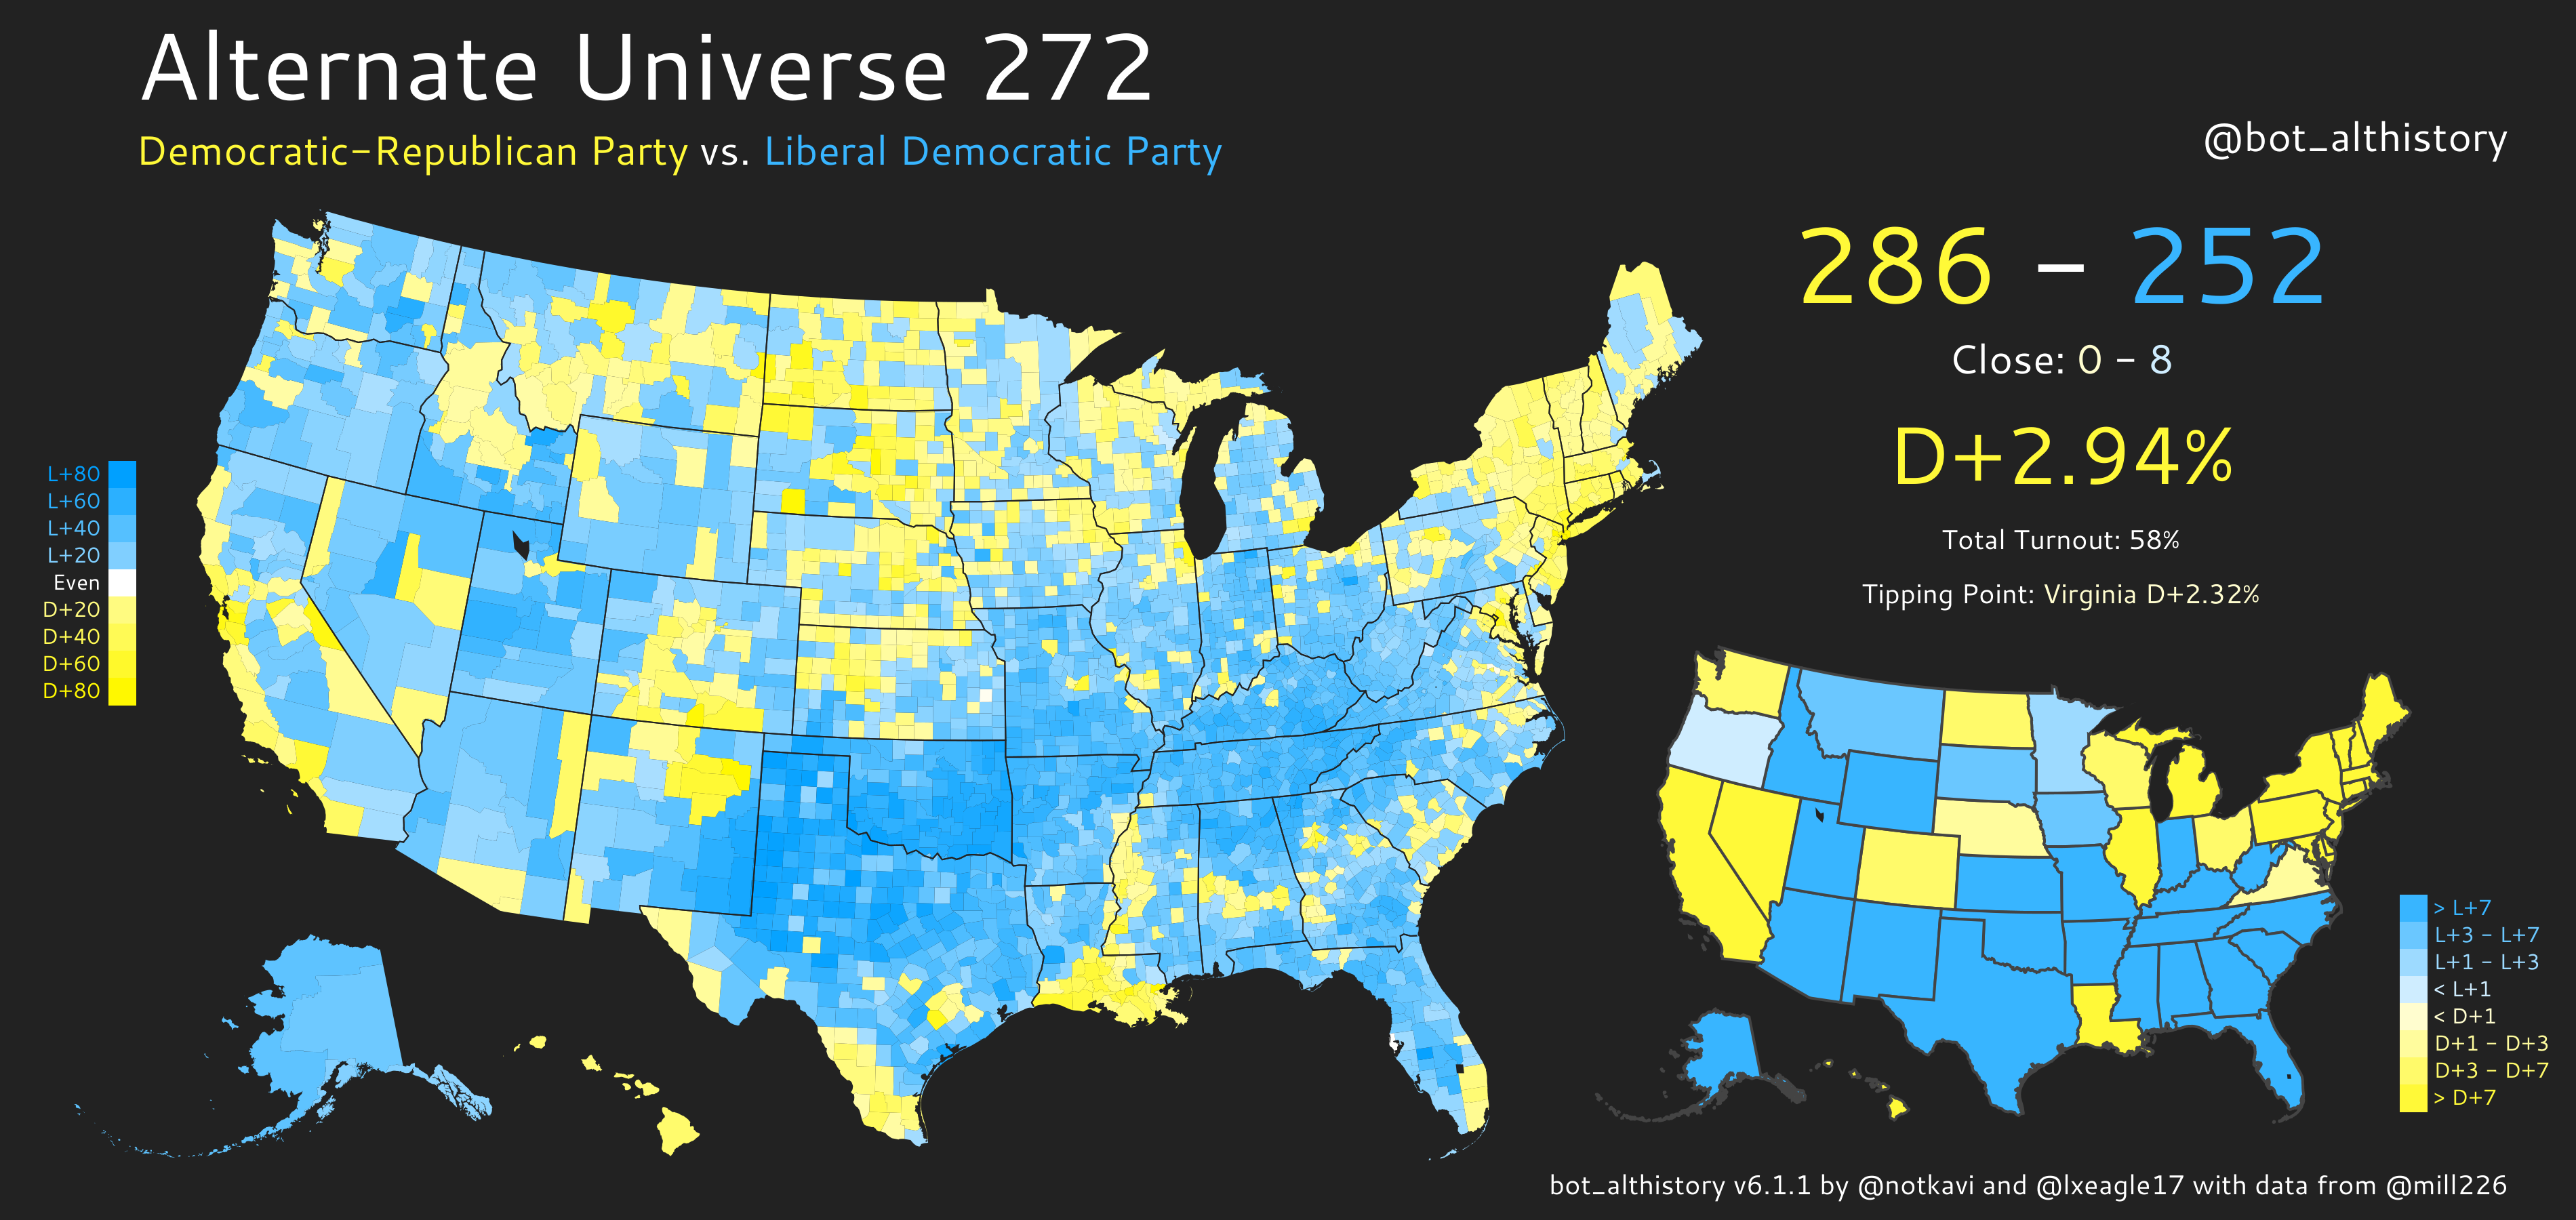 Alternate Universe 272
Democratic-Republican Party vs. Liberal Democratic Party
@bot_althistory
286 - 252
Close: 0 - 8
D+2.94%
Total Turnout: 58%
Tipping Point: Virginia D+2.32%
L+80
L+60
L+40
L+20
Even
D+20
D+40
D+60
D+80
> L+7
L+3 - L+7
L+1 - L+3
< L+1
< D+1
D+1 - D+3
D+3 - D+7
> D+7
bot_althistory v6.1.1 by @notkavi and @lxeagle17 with data from @mill226